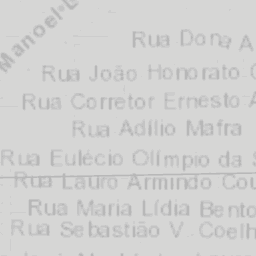 Manoel
Rua Dona A
Rua João Honorato
Rua Corretor Ernesto A
Rua Adílio Mafra
Rua Eulécio Olímpio da S
Rua Lauro Armindo Cou
Rua Maria Lídia Bento
Rua Sebastião V. Coelh